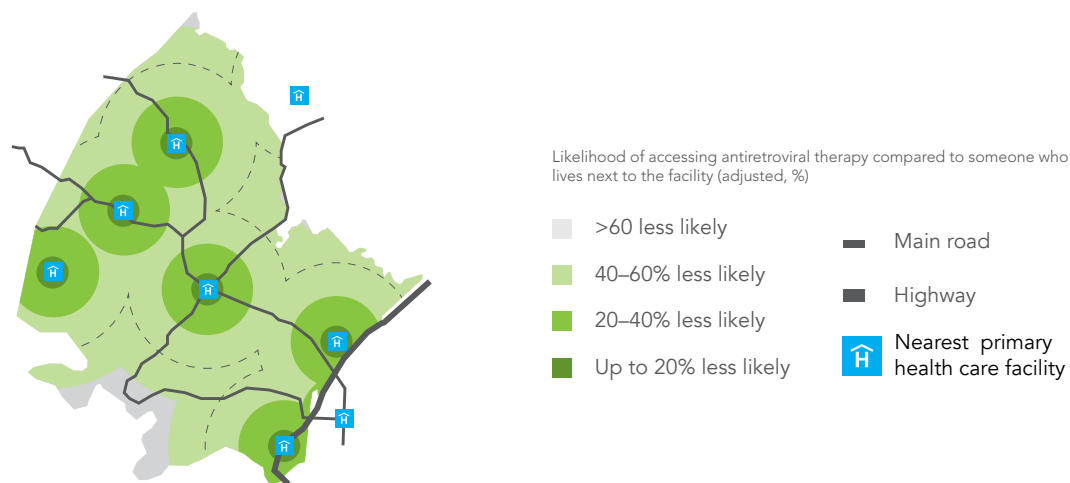 Likelihood of accessing antiretroviral therapy compared to someone who
lives next to the facility (adjusted, %)
>60 less likely
40–60% less likely
20–40% less likely
Up to 20% less likely
Main road
Highway
H
Nearest primary
health care facility
H
H
H
H
H
H
H
H